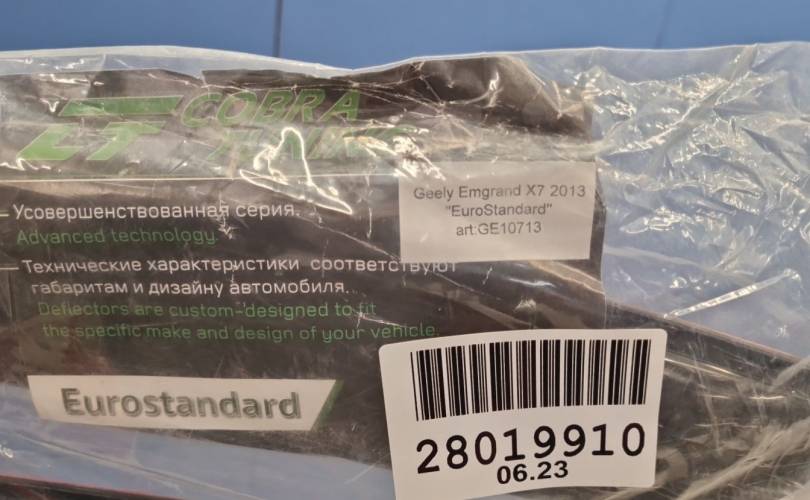 CT COBRA
TUNING
Geely Emgrand X7 2013
"EuroStandard"
art:GE10713
Усовершенствованная серия.
Advanced technology.
Технические характеристики соответствуют
габаритам и дизайну автомобиля.
Deflectors are custom-designed to fit
the specific make and design of your vehicle.
Eurostandard
28019910
06.23